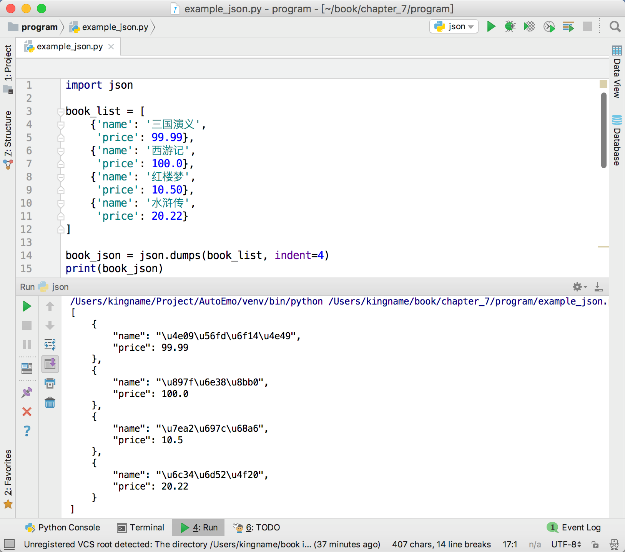 example_json.py - program - [~/book/chapter_7/program]
program example_json.py json
example_json.py
1: Project
7: Structure
2: Favorites
Data View
Database
1 import json
2
3 book_list = [
4 {'name': '三国演义',
5 'price': 99.99},
6 {'name': '西游记',
7 'price': 100.0},
8 {'name': '红楼梦',
9 'price': 10.50},
10 {'name': '水浒传',
11 'price': 20.22}
12 ]
13
14 book_json = json.dumps(book_list, indent=4)
15 print(book_json)
Run json
/Users/kingname/Project/AutoEmo/venv/bin/python /Users/kingname/book/chapter_7/program/example_json.
[
{
"name": "\u4e09\u56fd\u6f14\u4e49",
"price": 99.99
},
{
"name": "\u897f\u6e38\u8bb0",
"price": 100.0
},
{
"name": "\u7ea2\u697c\u68a6",
"price": 10.5
},
{
"name": "\u6c34\u6d52\u4f20",
"price": 20.22
}
]
Python Console Terminal 4: Run 6: TODO 1 Event Log
Unregistered VCS root detected: The directory /Users/kingname/book i... (37 minutes ago) 407 chars, 14 line breaks 17:1 n/a UTF-8